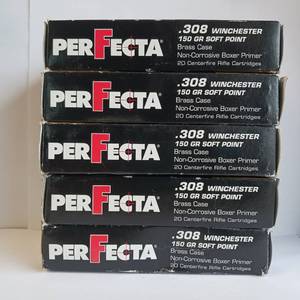 PERFECTA
.308 WINCHESTER
150 GR SOFT POINT
Brass Case
Non-Corrosive Boxer Primer
20 Centerfire Rifle Cartridges
PERFECTA
.308 WINCHESTER
150 GR SOFT POINT
Brass Case
Non-Corrosive Boxer Primer
20 Centerfire Rifle Cartridges
PERFECTA
.308 WINCHESTER
150 GR SOFT POINT
Brass Case
Non-Corrosive Boxer Primer
20 Centerfire Rifle Cartridges
PERFECTA
.308 WINCHESTER
150 GR SOFT POINT
Brass Case
Non-Corrosive Boxer Primer
20 Centerfire Rifle Cartridges
PERFECTA
.308 WINCHESTER
150 GR SOFT POINT
Brass Case
Non-Corrosive Boxer Primer
20 Centerfire Rifle Cartridges